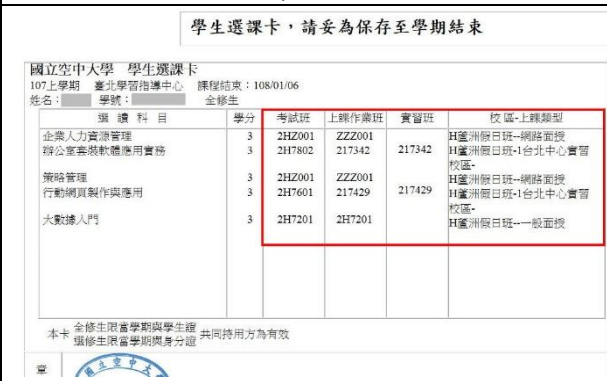 學生選課卡，請妥為保存至學期結束
國立空中大學 學生選課卡
107上學期 臺北學習指導中心 課程結束：108/01/06
姓名： 學號： 全修生
選讀科目 學分 考試班 上課作業班 實習班 校區-上課類型
企業人力資源管理 3 2HZ001 ZZZ001 H蘆洲假日班--網路面授
辦公室套裝軟體應用實務 3 2H7802 217342 217342 H蘆洲假日班-1台北中心實習
校區-
策略管理 3 2HZ001 ZZZ001 H蘆洲假日班--網路面授
行動網頁製作與應用 3 2H7601 217429 217429 H蘆洲假日班-1台北中心實習
校區-
大數據入門 3 2H7201 2H7201 H蘆洲假日班--一般面授
本卡 全修生限當學期與學生證 共同持用方為有效
選修生限當學期與身分證
章
立空中大